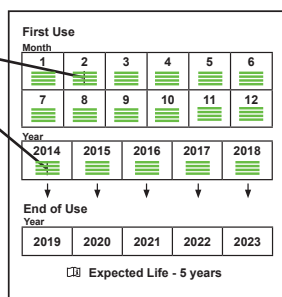 First Use
Month
1 2 3 4 5 6
7 8 9 10 11 12
Year
2014 2015 2016 2017 2018
End of Use
Year
2019 2020 2021 2022 2023
Expected Life - 5 years